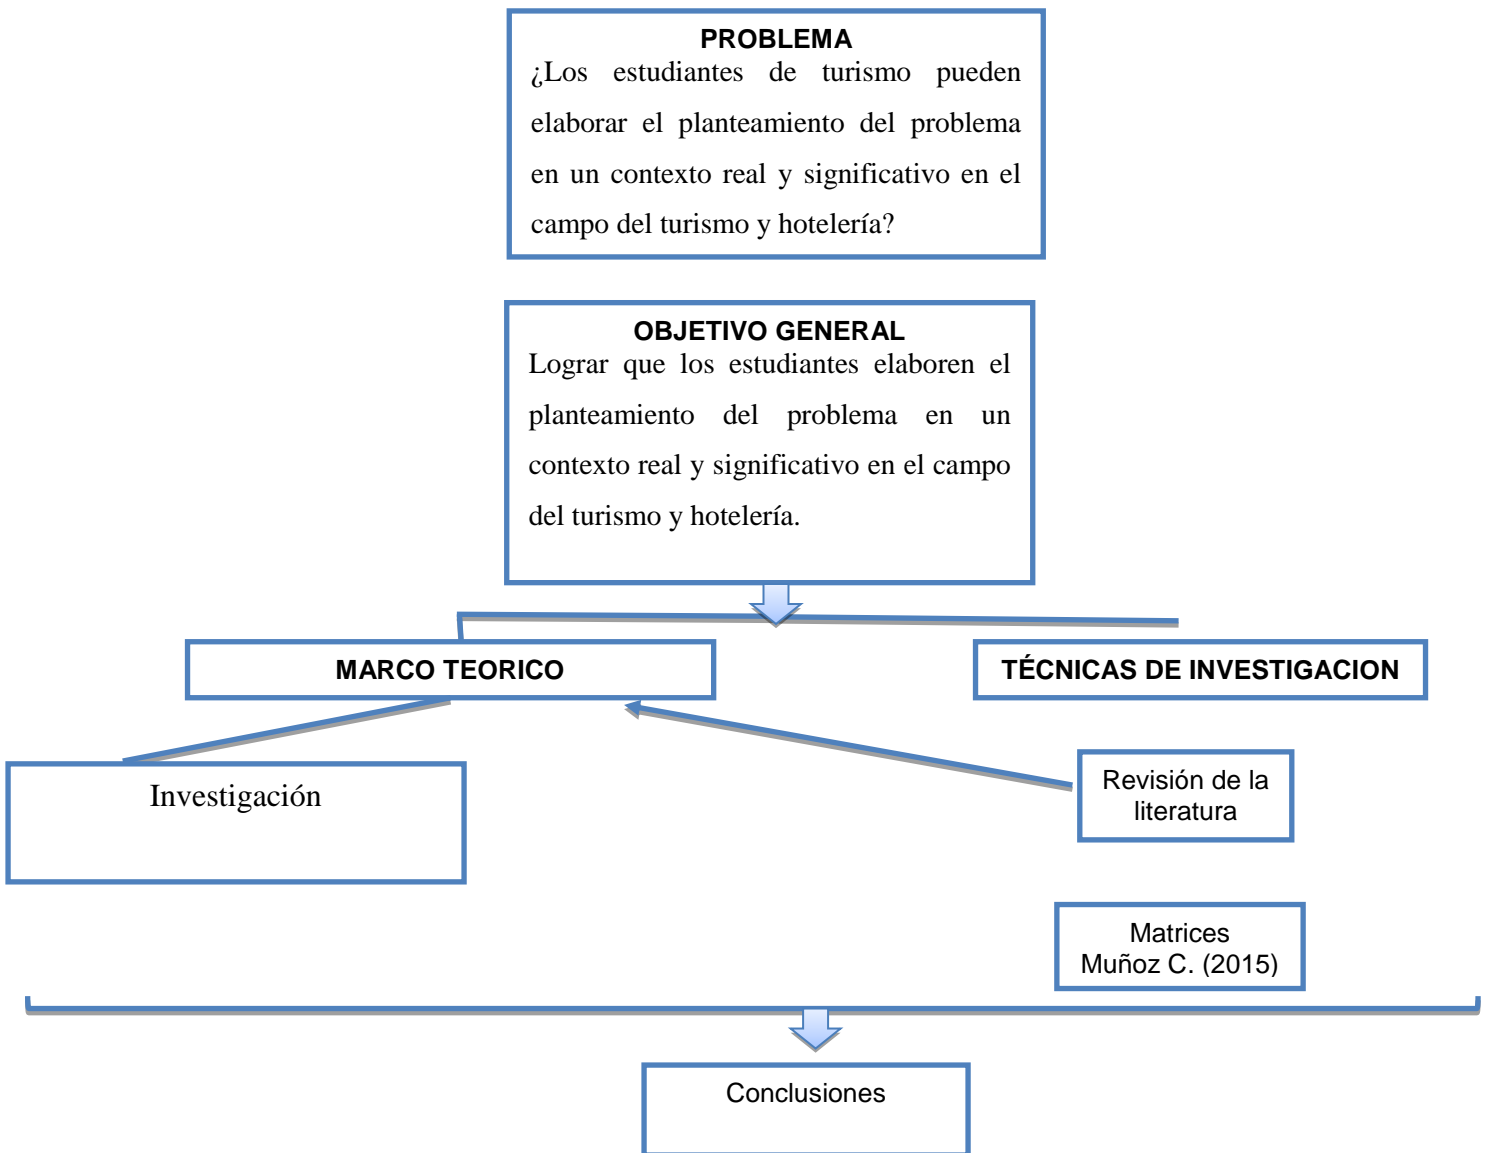 PROBLEMA
¿Los estudiantes de turismo pueden
elaborar el planteamiento del problema
en un contexto real y significativo en el
campo del turismo y hotelería?
OBJETIVO GENERAL
Lograr que los estudiantes elaboren el
planteamiento del problema en un
contexto real y significativo en el campo
del turismo y hotelería.
MARCO TEORICO
TÉCNICAS DE INVESTIGACION
Investigación
Revisión de la
literatura
Matrices
Muñoz C. (2015)
Conclusiones